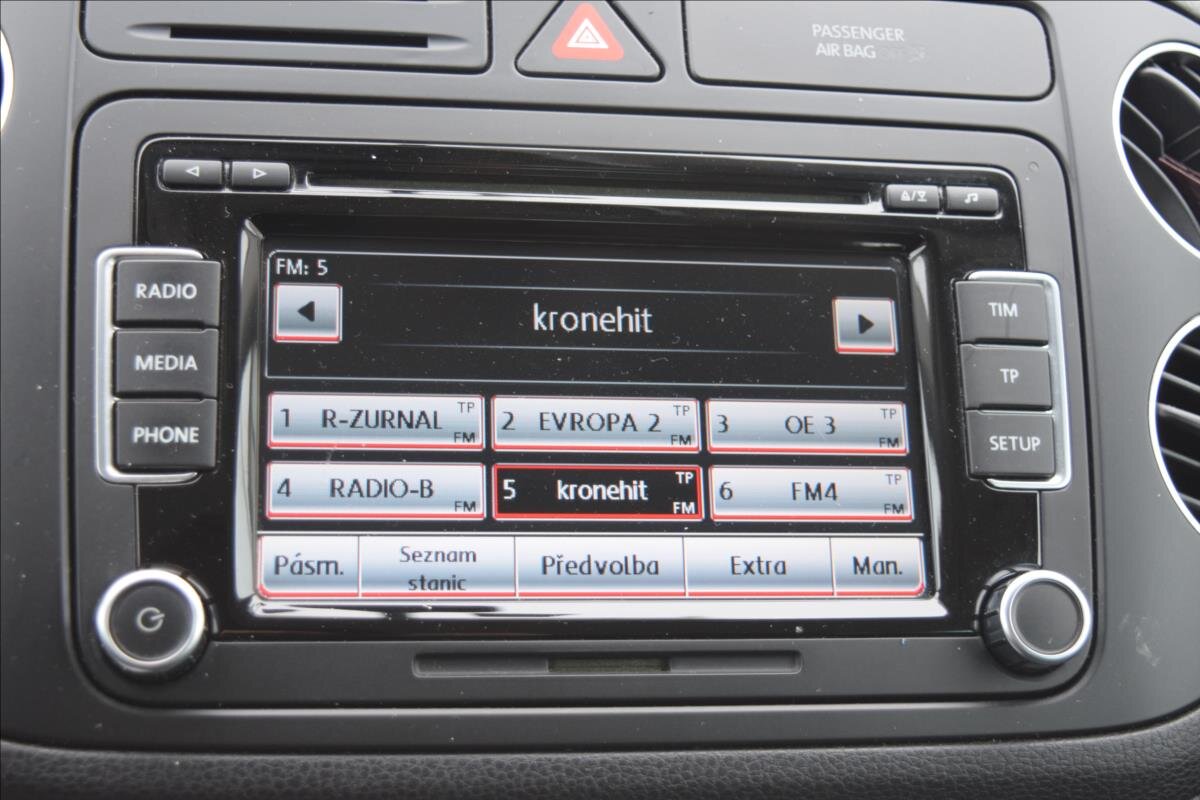 PASSENGER
AIR BAG
RADIO
MEDIA
PHONE
FM: 5
kronehit
1 R-ZURNAL TP FM
2 EVROPA 2 TP FM
3 OE 3 TP FM
4 RADIO-B FM
5 kronehit TP FM
6 FM4 TP FM
Pásm.
Seznam
stanic
Předvolba
Extra
Man.
TIM
TP
SETUP